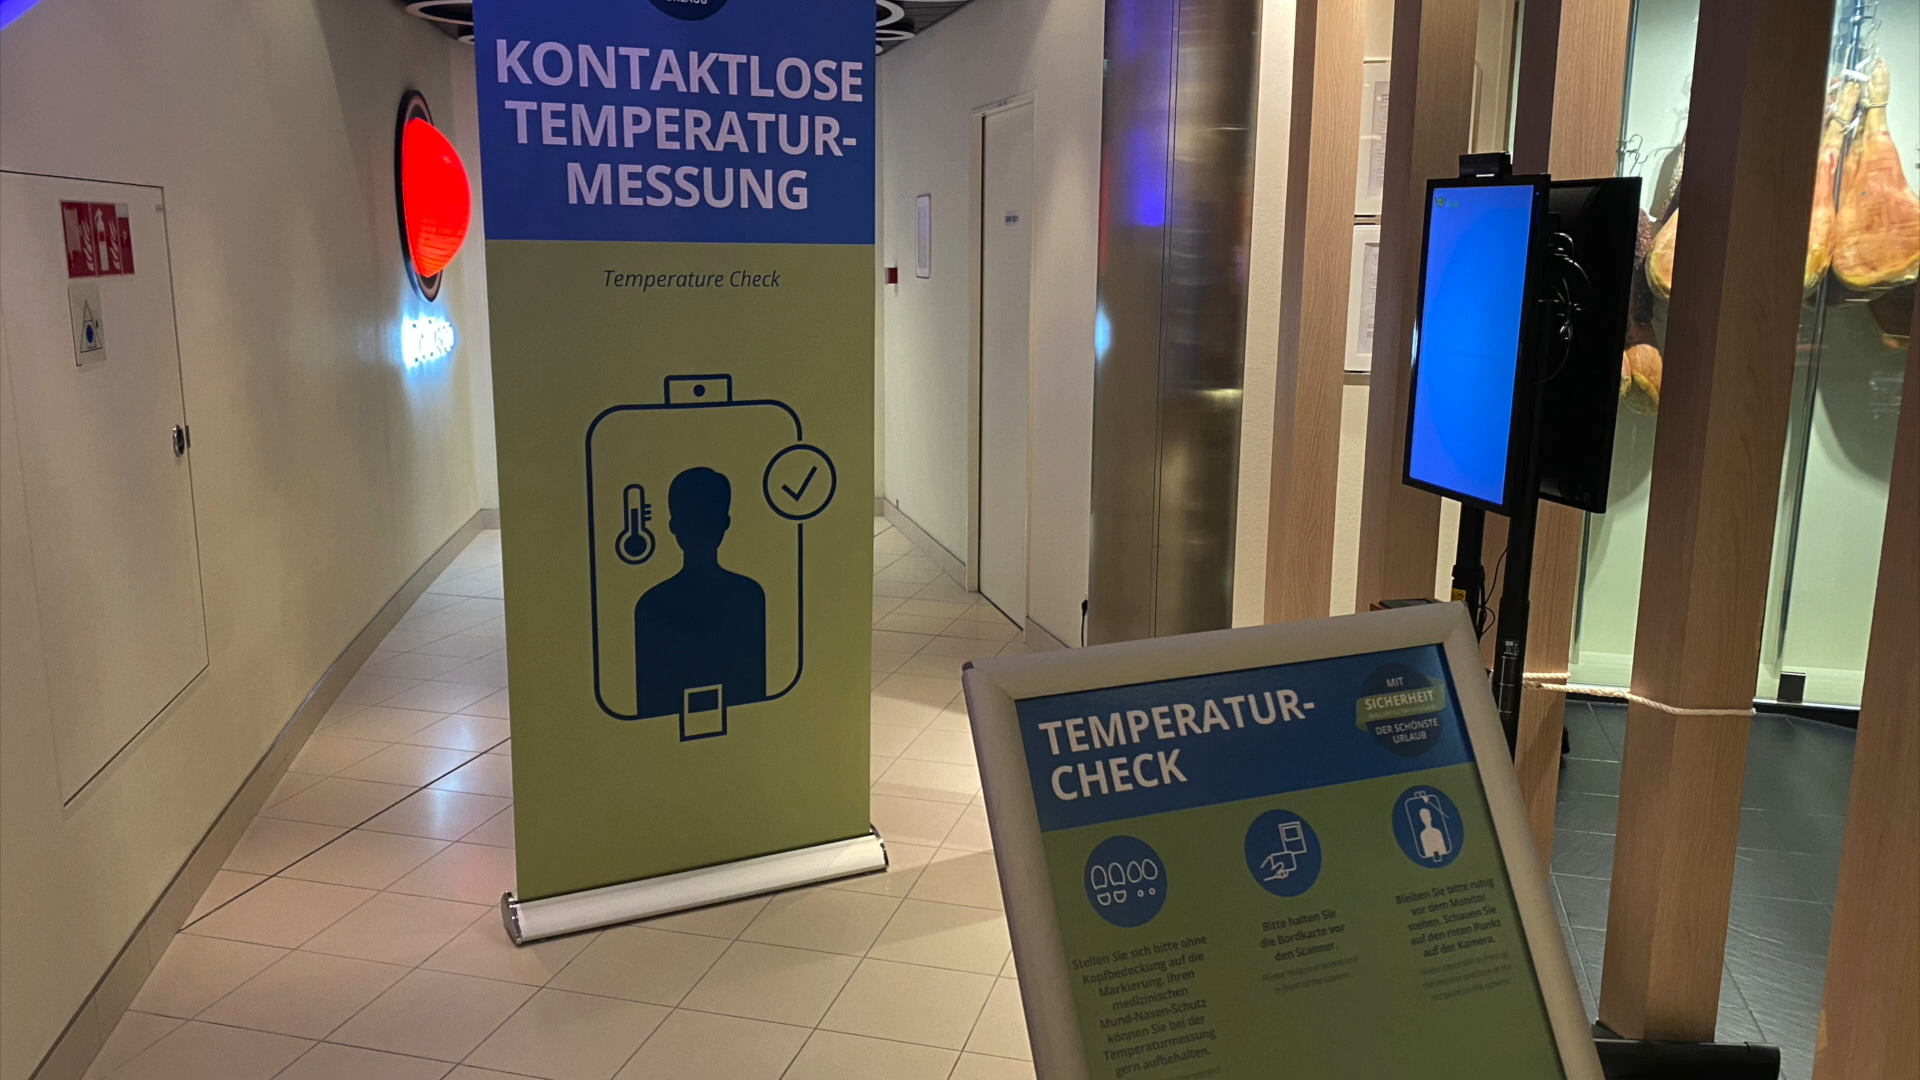 URLAUB
KONTAKTLOSE
TEMPERATUR-
MESSUNG
Temperature Check
TEMPERATUR-
CHECK
MIT
SICHERHEIT
DER SCHÖNSTE
URLAUB
Stellen Sie sich bitte ohne
Kopfbedeckung auf die
Markierung, Ihren
medizinischen
Mund-Nasen-Schutz
können Sie bei der
Temperaturmessung
gern aufbehalten.
Bitte halten Sie
die Bordkarte vor
den Scanner.
Bleiben Sie bitte ruhig
vor dem Monitor
stehen. Schauen Sie
auf den roten Punkt
auf der Kamera.